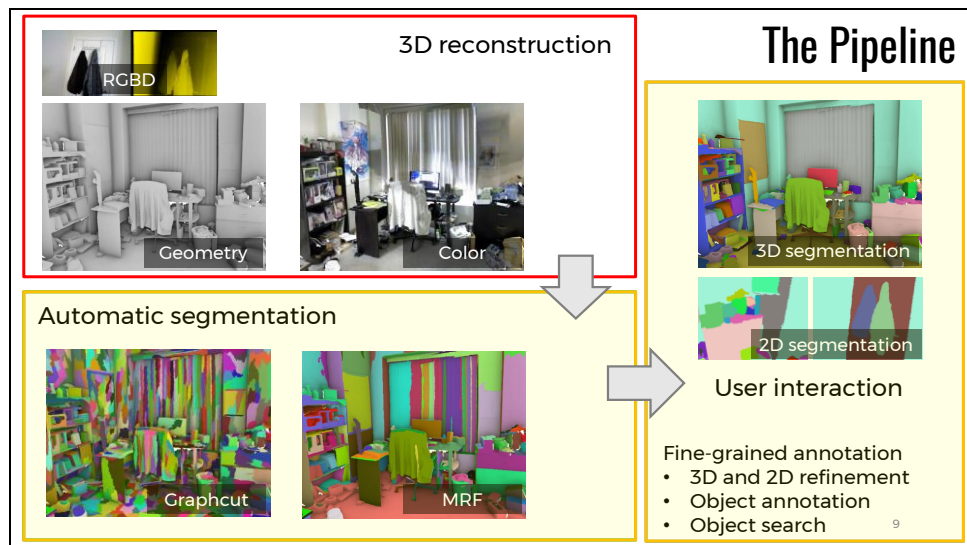 The Pipeline
3D reconstruction
RGBD
Geometry
Color
Automatic segmentation
Graphcut
MRF
3D segmentation
2D segmentation
User interaction
Fine-grained annotation
• 3D and 2D refinement
• Object annotation
• Object search
9